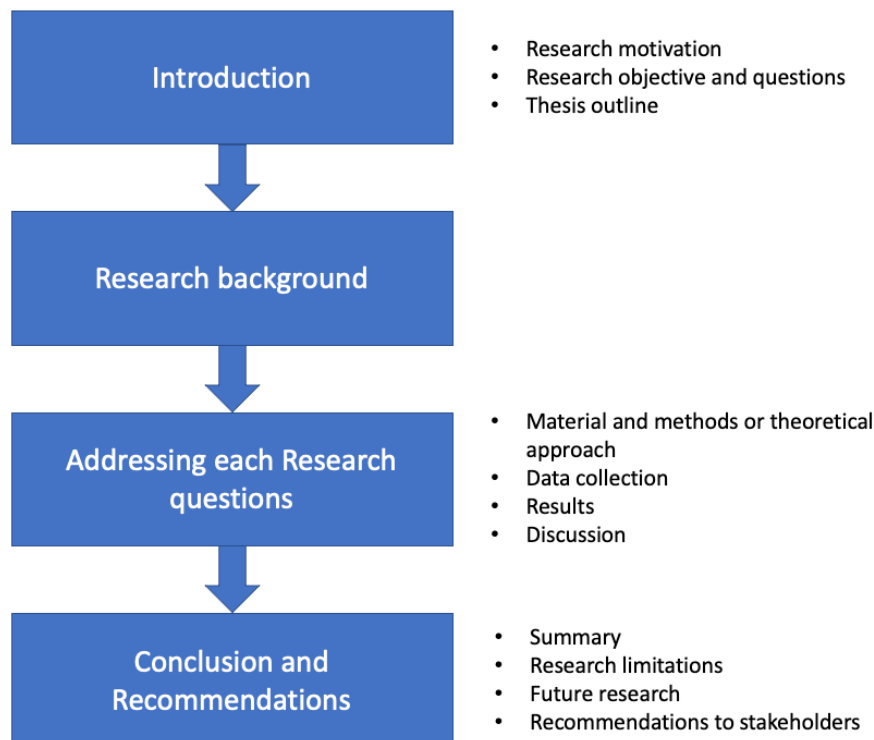 Introduction
• Research motivation
• Research objective and questions
• Thesis outline
Research background
Addressing each Research
questions
• Material and methods or theoretical
approach
• Data collection
• Results
• Discussion
Conclusion and
Recommendations
• Summary
• Research limitations
• Future research
• Recommendations to stakeholders